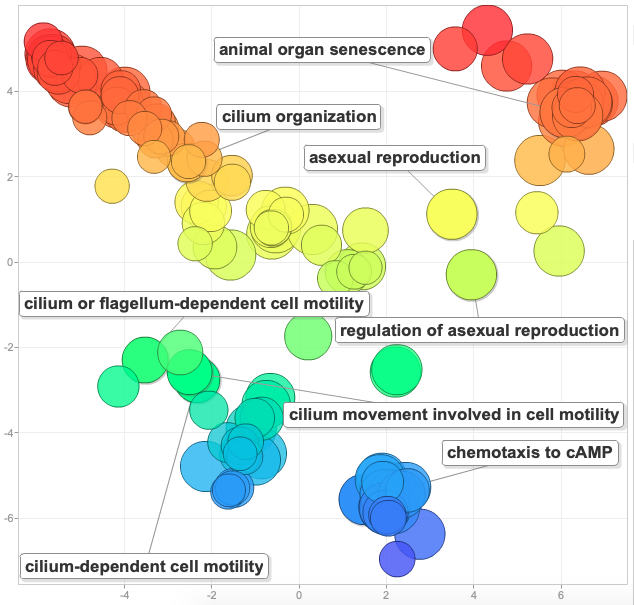 animal organ senescence
cilium organization
asexual reproduction
cilium or flagellum-dependent cell motility
regulation of asexual reproduction
cilium movement involved in cell motility
chemotaxis to cAMP
cilium-dependent cell motility
4
2
0
-2
-4
-6
-4
-2
0
2
4
6